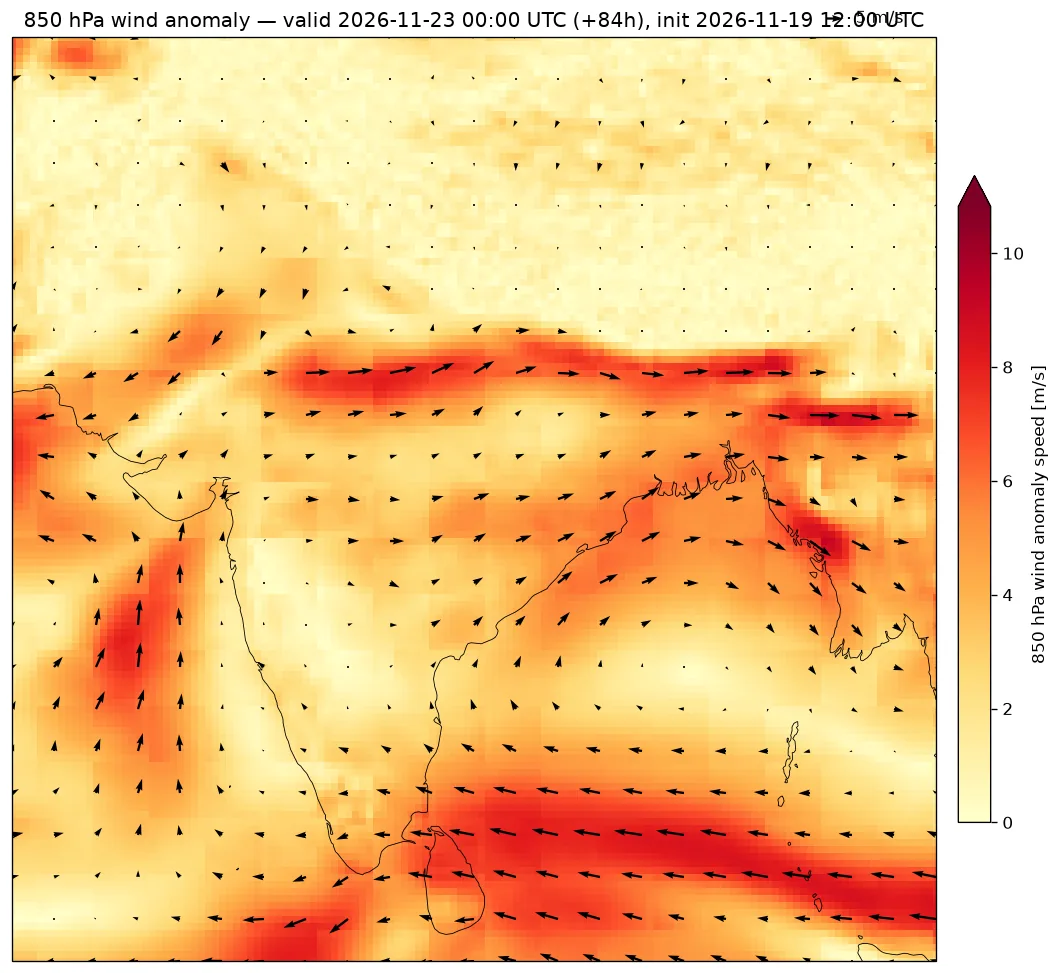 850 hPa wind anomaly — valid 2026-11-23 00:00 UTC (+84h), init 2026-11-19 12:00 UTC
5 m/s
10
8
6
4
2
0
850 hPa wind anomaly speed [m/s]